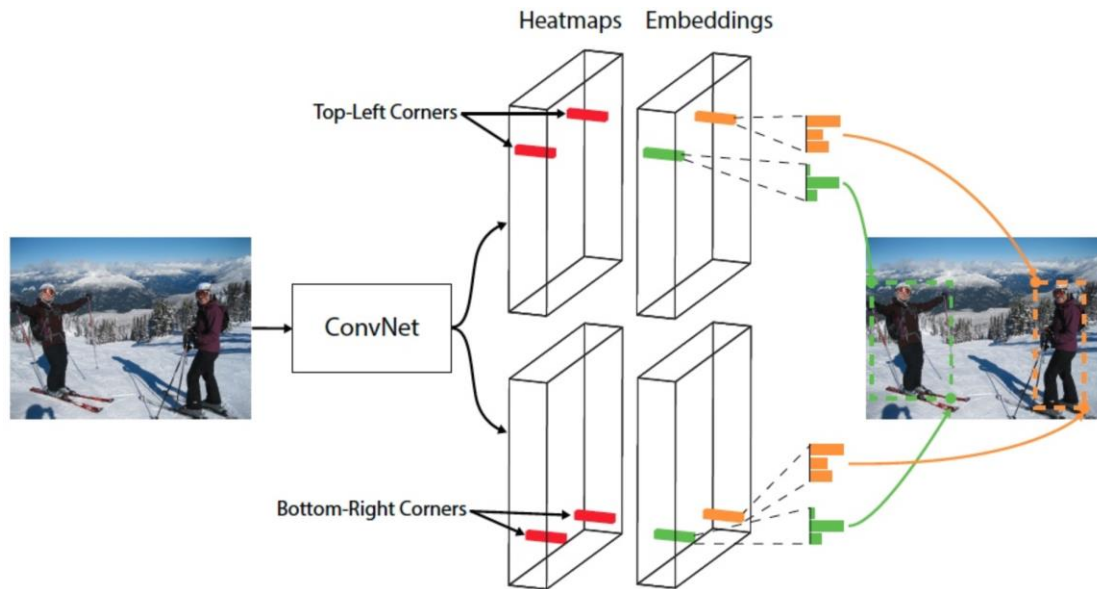 Heatmaps
Embeddings
Top-Left Corners
ConvNet
Bottom-Right Corners